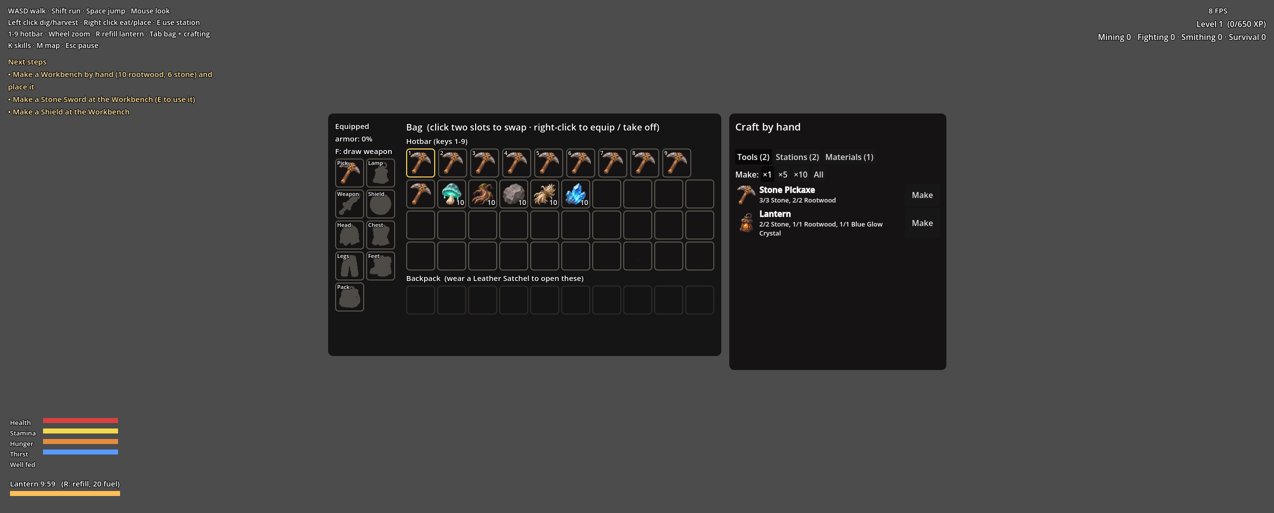 WASD walk · Shift run · Space jump · Mouse look
Left click dig/harvest · Right click eat/place · E use station
1-9 hotbar · Wheel zoom · R refill lantern · Tab bag + crafting
K skills · M map · Esc pause
Next steps
• Make a Workbench by hand (10 rootwood, 6 stone) and
place it
• Make a Stone Sword at the Workbench (E to use it)
• Make a Shield at the Workbench
8 FPS
Level 1 (0/650 XP)
Mining 0 · Fighting 0 · Smithing 0 · Survival 0
Equipped
armor: 0%
F: draw weapon
Pick
Lamp
Weapon
Shield
Head
Chest
Legs
Feet
Pack
Bag (click two slots to swap · right-click to equip / take off)
Hotbar (keys 1-9)
1 2 3 4 5 6 7 8 9
10 10 10 10 10
Backpack (wear a Leather Satchel to open these)
Craft by hand
Tools (2) Stations (2) Materials (1)
Make: ×1 ×5 ×10 All
Stone Pickaxe
3/3 Stone, 2/2 Rootwood
Make
Lantern
2/2 Stone, 1/1 Rootwood, 1/1 Blue Glow
Crystal
Make
Health
Stamina
Hunger
Thirst
Well fed
Lantern 9:59 (R: refill, 20 fuel)